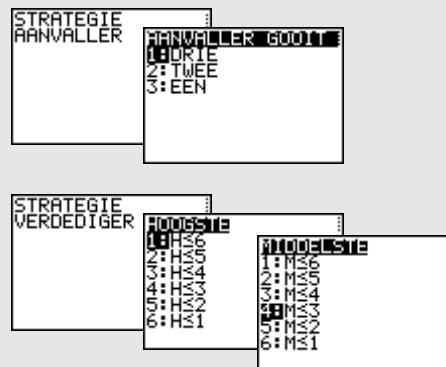 STRATEGIE
AANVALLER
AANVALLER GOOIT
1:DRIE
2:TWEE
3:EEN
STRATEGIE
VERDEDIGER
HOOGSTE
1:H≤6
2:H≤5
3:H≤4
4:H≤3
5:H≤2
6:H≤1
MIDDELSTE
1:M≤6
2:M≤5
3:M≤4
4:M≤3
5:M≤2
6:M≤1